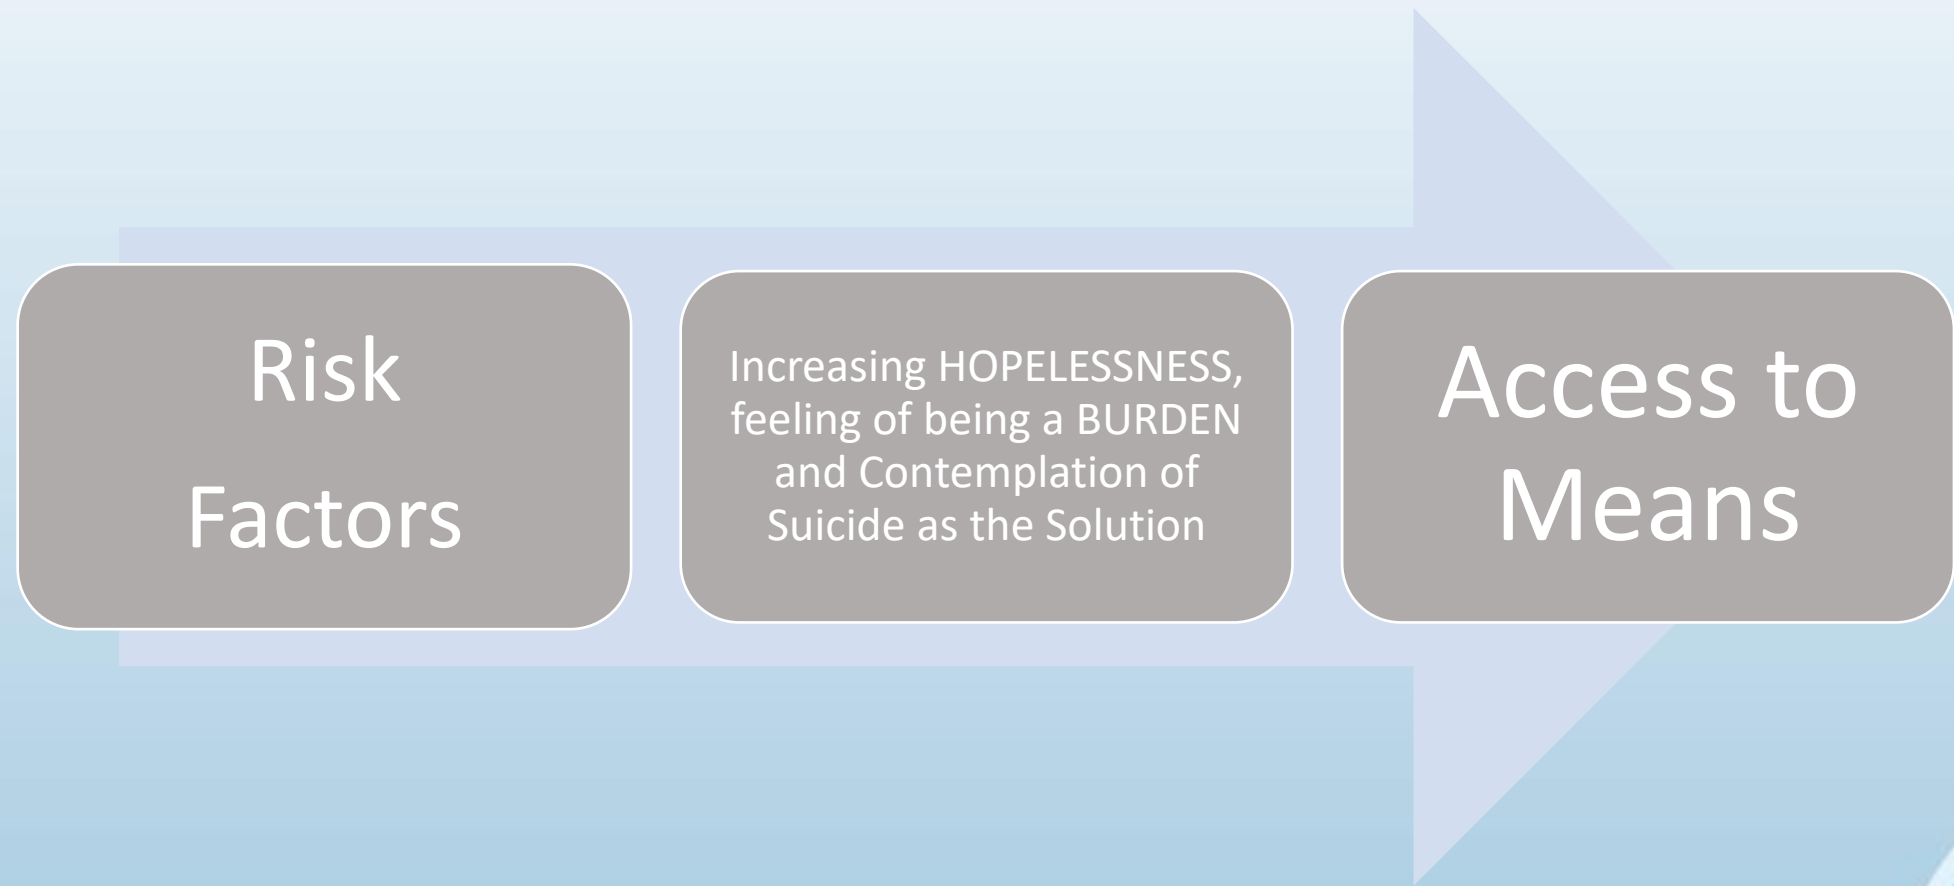 Risk
Factors
Increasing HOPELESSNESS,
feeling of being a BURDEN
and Contemplation of
Suicide as the Solution
Access to
Means